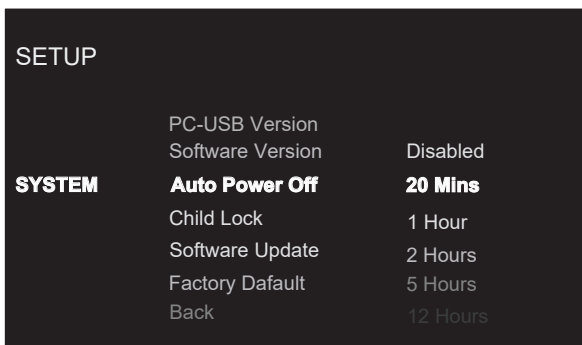 SETUP
PC-USB Version
Software Version Disabled
SYSTEM Auto Power Off 20 Mins
Child Lock 1 Hour
Software Update 2 Hours
Factory Dafault 5 Hours
Back 12 Hours